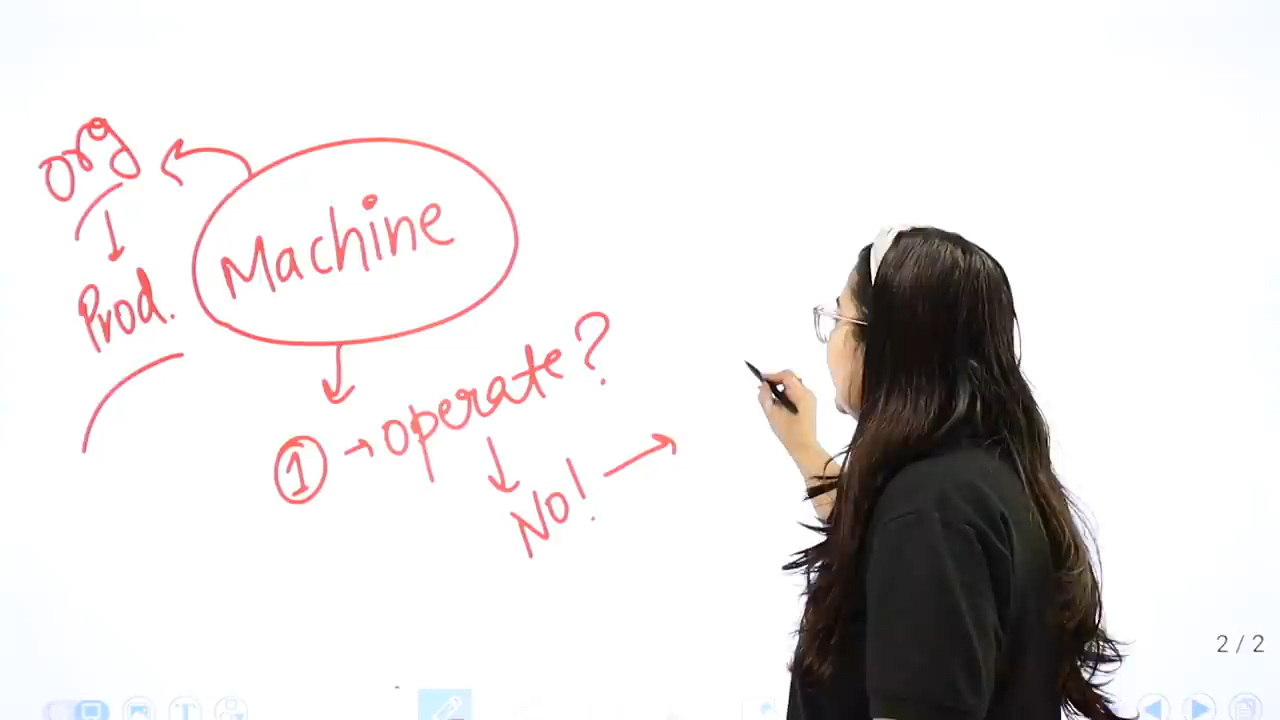 org
Prod.
Machine
① → operate?
No! →
2 / 2